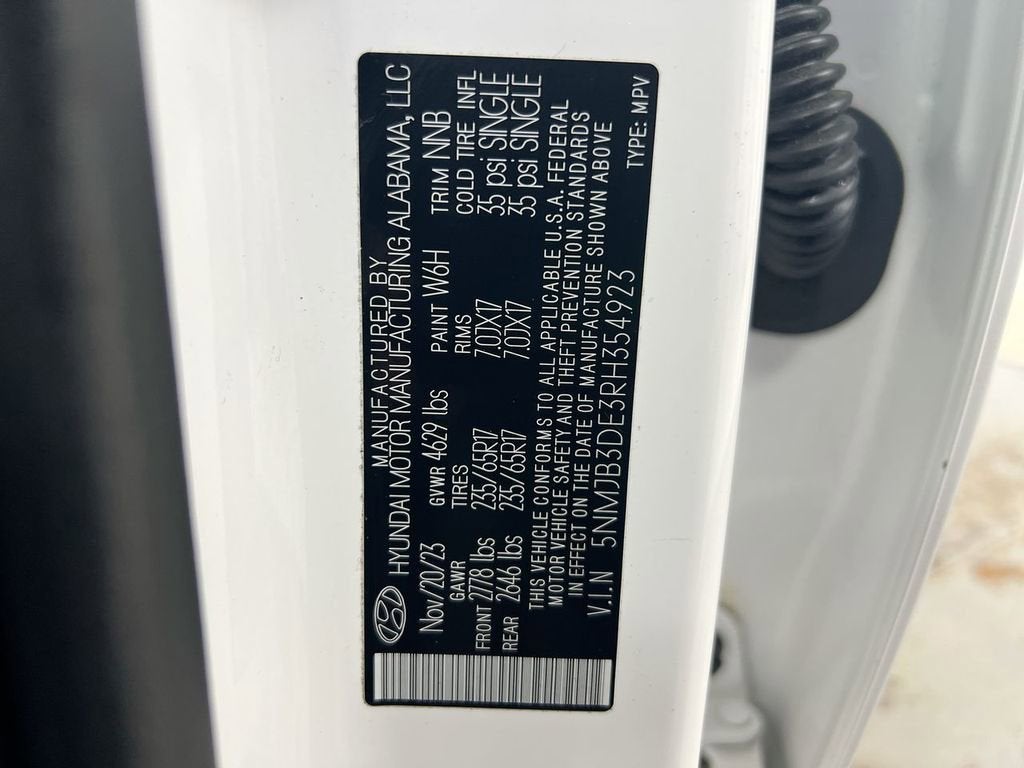 MANUFACTURED BY
HYUNDAI MOTOR MANUFACTURING ALABAMA, LLC
Nov/20/23 GVWR 4629 lbs PAINT W6H TRIM NNB
GAWR TIRES RIMS COLD TIRE INFL
FRONT 2778 lbs 235/65R17 7.0JX17 35 psi SINGLE
REAR 2646 lbs 235/65R17 7.0JX17 35 psi SINGLE
THIS VEHICLE CONFORMS TO ALL APPLICABLE U.S.A. FEDERAL
MOTOR VEHICLE SAFETY AND THEFT PREVENTION STANDARDS
IN EFFECT ON THE DATE OF MANUFACTURE SHOWN ABOVE
V.I.N 5NMJB3DE3RH354923 TYPE: MPV